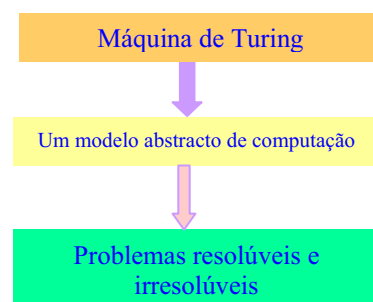 Máquina de Turing
Um modelo abstracto de computação
Problemas resolúveis e
irresolúveis